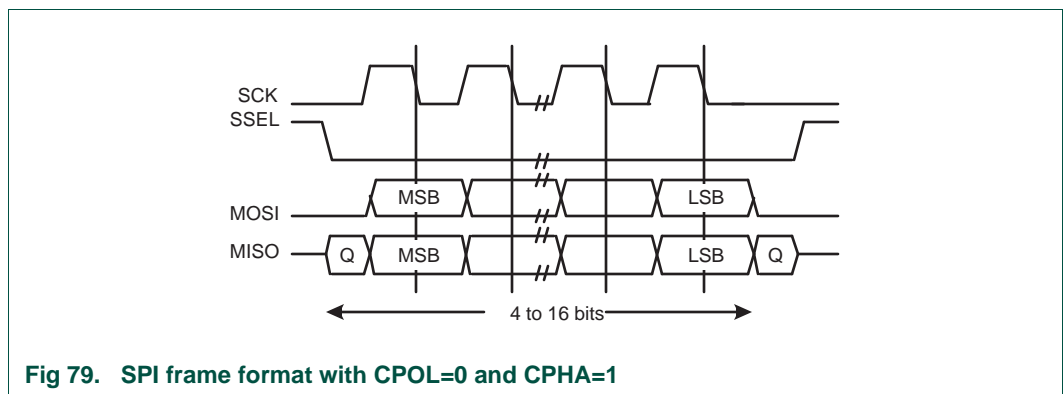 SCK
SSEL
MSB LSB
MOSI
MISO Q MSB LSB Q
4 to 16 bits
Fig 79. SPI frame format with CPOL=0 and CPHA=1